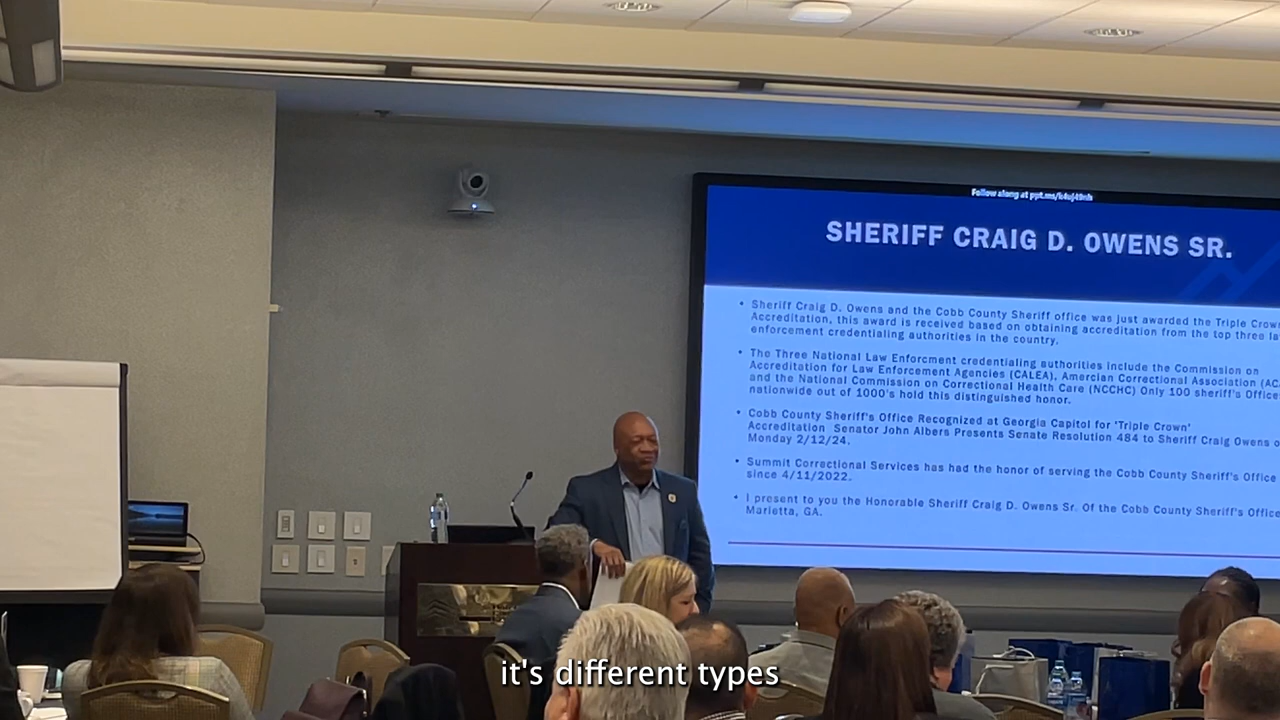 Follow along at
SHERIFF CRAIG D. OWENS SR.
• Sheriff Craig D. Owens and the Cobb County Sheriff office was just awarded the Triple Crown
Accreditation, this award is received based on obtaining accreditation from the top three la
enforcement credentialing authorities in the country.
• The Three National Law Enforcment credentialing authorities include the Commission on
Accreditation for Law Enforcement Agencies (CALEA), Amercian Correctional Association (AC
and the National Commission on Correctional Health Care (NCCHC) Only 100 sheriff's Office
nationwide out of 1000's hold this distinguished honor.
• Cobb County Sheriff's Office Recognized at Georgia Capitol for 'Triple Crown'
Accreditation Senator John Albers Presents Senate Resolution 484 to Sheriff Craig Owens o
Monday 2/12/24.
• Summit Correctional Services has had the honor of serving the Cobb County Sheriff's Office
since 4/11/2022.
• I present to you the Honorable Sheriff Craig D. Owens Sr. Of the Cobb County Sheriff's Office
Marietta, GA.
it's different types